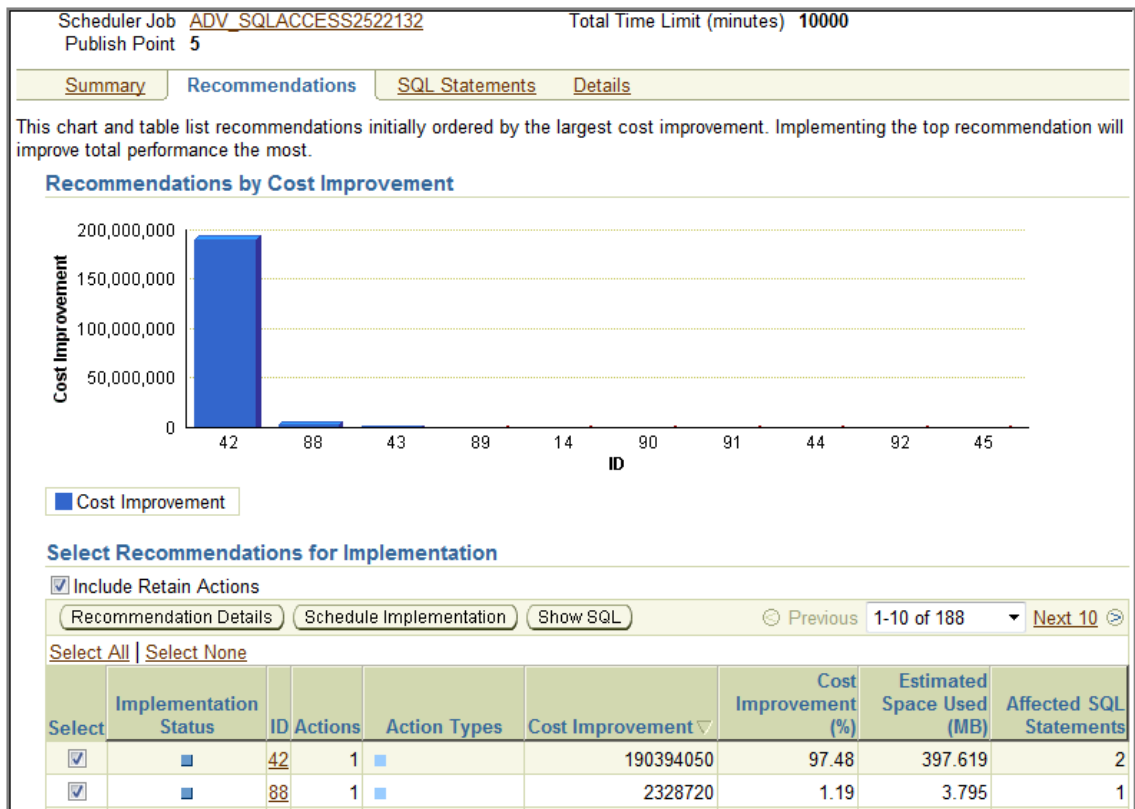 Scheduler Job ADV_SQLACCESS2522132 Total Time Limit (minutes) 10000
Publish Point 5
Summary Recommendations SQL Statements Details
This chart and table list recommendations initially ordered by the largest cost improvement. Implementing the top recommendation will
improve total performance the most.
Recommendations by Cost Improvement
200,000,000
150,000,000
100,000,000
50,000,000
0
Cost Improvement
42 88 43 89 14 90 91 44 92 45
ID
Cost Improvement
Select Recommendations for Implementation
Include Retain Actions
Recommendation Details Schedule Implementation Show SQL Previous 1-10 of 188 Next 10
Select All | Select None
Select Implementation Status ID Actions Action Types Cost Improvement Cost Improvement (%) Estimated Space Used (MB) Affected SQL Statements
42 1 190394050 97.48 397.619 2
88 1 2328720 1.19 3.795 1